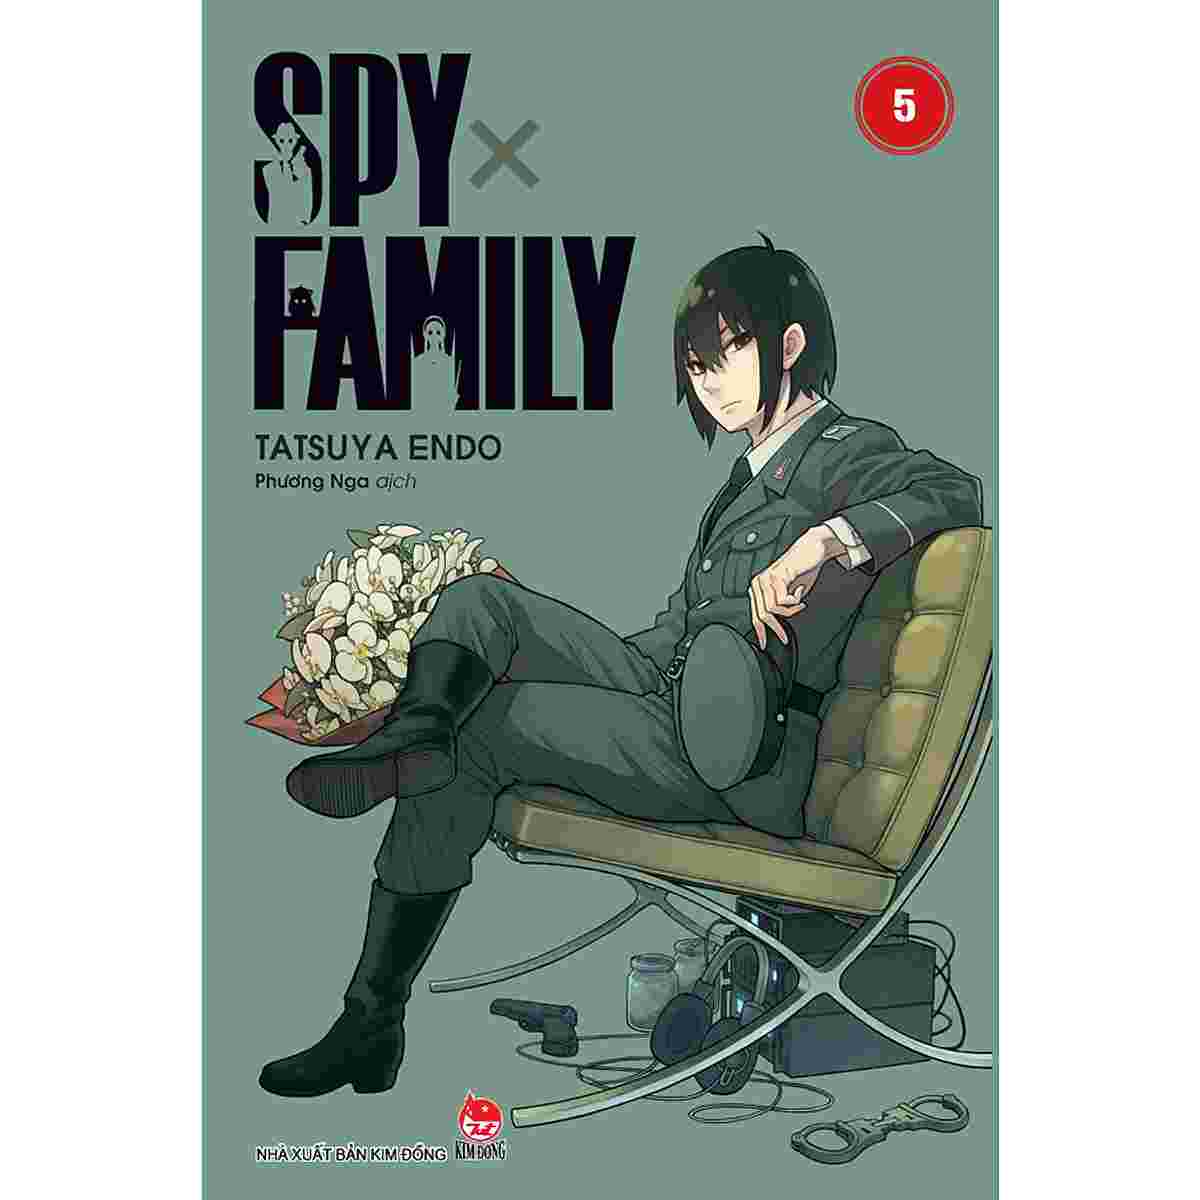 SPY×
FAMILY
5
TATSUYA ENDO
Phương Nga dịch
NHÀ XUẤT BẢN KIM ĐỒNG
KIM ĐỒNG